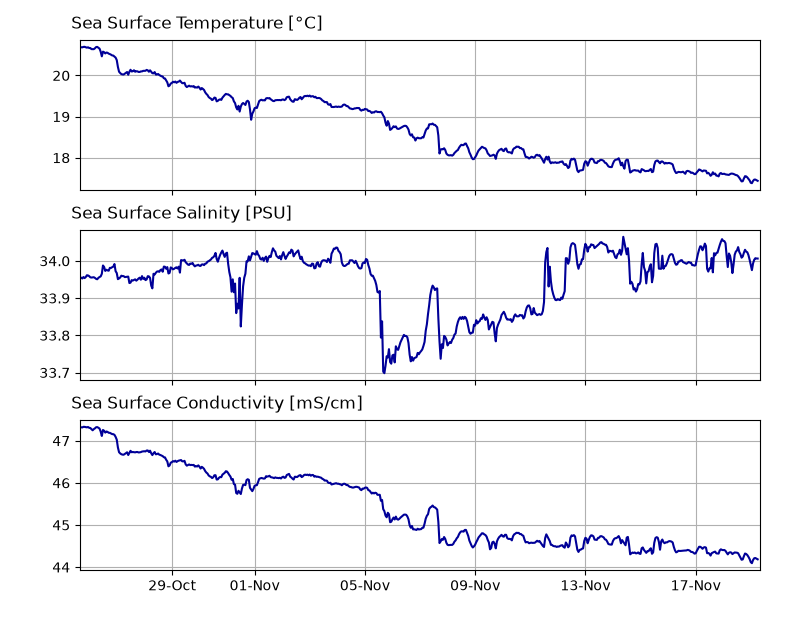 Sea Surface Temperature [°C]
20
19
18
Sea Surface Salinity [PSU]
34.0
33.9
33.8
33.7
Sea Surface Conductivity [mS/cm]
47
46
45
44
29-Oct 01-Nov 05-Nov 09-Nov 13-Nov 17-Nov